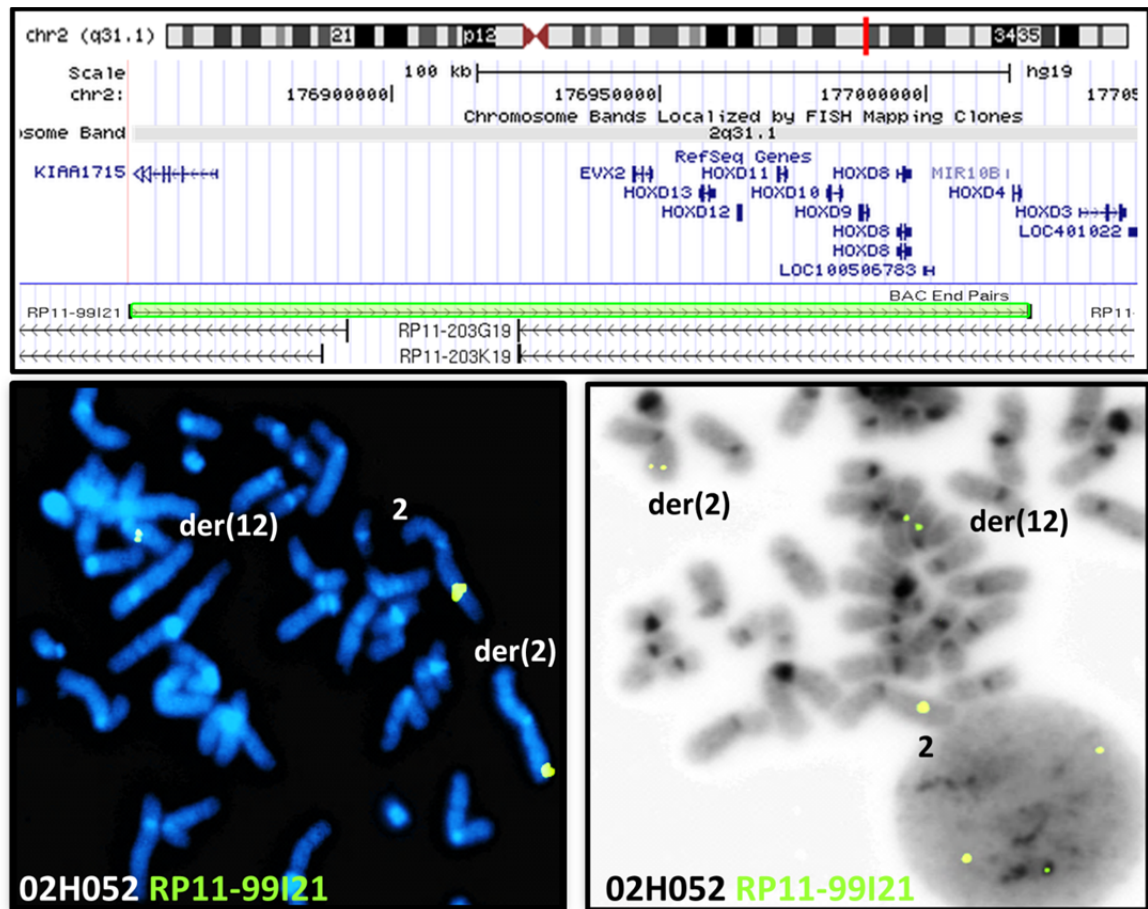 chr2 (q31.1) 21 p12 34 35
Scale 100 kb hg19
chr2: 176900000 176950000 177000000 17705
Chromosome Bands Localized by FISH Mapping Clones
some Band 2q31.1
RefSeq Genes
KIAA1715 EVX2 HOXD11 HOXD8 MIR10B
HOXD13 HOXD10 HOXD4
HOXD12 HOXD9 HOXD3
HOXD8 LOC401022
HOXD8
LOC100506783
BAC End Pairs
RP11-99I21 RP11-
RP11-203G19
RP11-203K19
der(12) 2
der(2)
02H052 RP11-99I21
der(2) der(12)
2
02H052 RP11-99I21